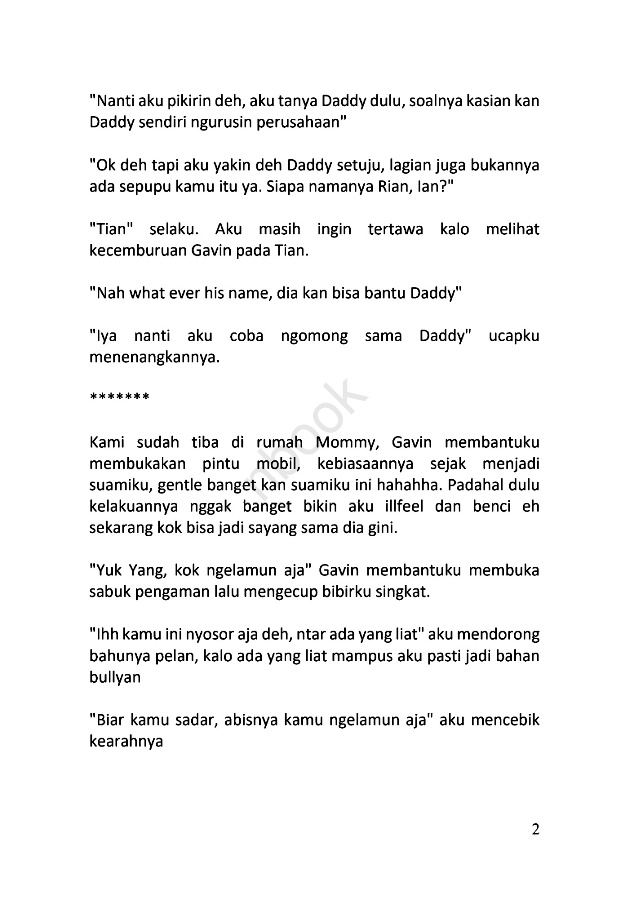 "Nanti aku pikirin deh, aku tanya Daddy dulu, soalnya kasian kan
Daddy sendiri ngurusin perusahaan"
"Ok deh tapi aku yakin deh Daddy setuju, lagian juga bukannya
ada sepupu kamu itu ya. Siapa namanya Rian, Ian?"
"Tian" selaku. Aku masih ingin tertawa kalo melihat
kecemburuan Gavin pada Tian.
"Nah what ever his name, dia kan bisa bantu Daddy"
"Iya nanti aku coba ngomong sama Daddy" ucapku
menenangkannya.
*******
Kami sudah tiba di rumah Mommy, Gavin membantuku
membukakan pintu mobil, kebiasaannya sejak menjadi
suamiku, gentle banget kan suamiku ini hahahha. Padahal dulu
kelakuannya nggak banget bikin aku illfeel dan benci eh
sekarang kok bisa jadi sayang sama dia gini.
"Yuk Yang, kok ngelamun aja" Gavin membantuku membuka
sabuk pengaman lalu mengecup bibirku singkat.
"Ihh kamu ini nyosor aja deh, ntar ada yang liat" aku mendorong
bahunya pelan, kalo ada yang liat mampus aku pasti jadi bahan
bullyan
"Biar kamu sadar, abisnya kamu ngelamun aja" aku mencebik
kearahnya
2